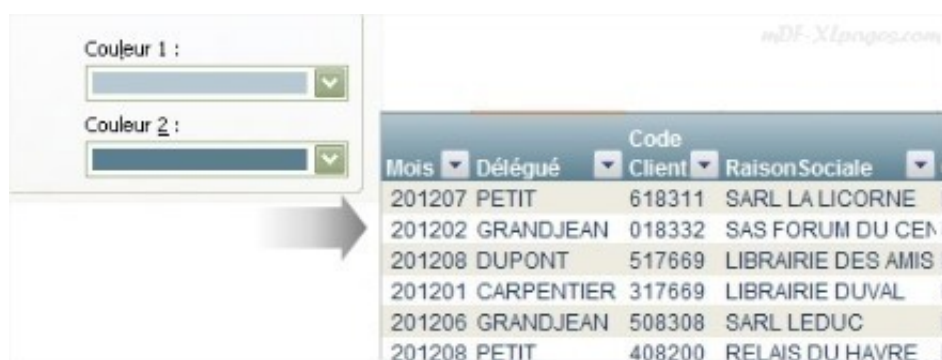 mDF-XLpages.com
Couleur 1 :
Couleur 2 :
Code
Mois Délégué Client RaisonSociale
201207 PETIT 618311 SARL LA LICORNE
201202 GRANDJEAN 018332 SAS FORUM DU CEN
201208 DUPONT 517669 LIBRAIRIE DES AMIS
201201 CARPENTIER 317669 LIBRAIRIE DUVAL
201206 GRANDJEAN 508308 SARL LEDUC
201208 PETIT 408200 RELAIS DU HAVRE